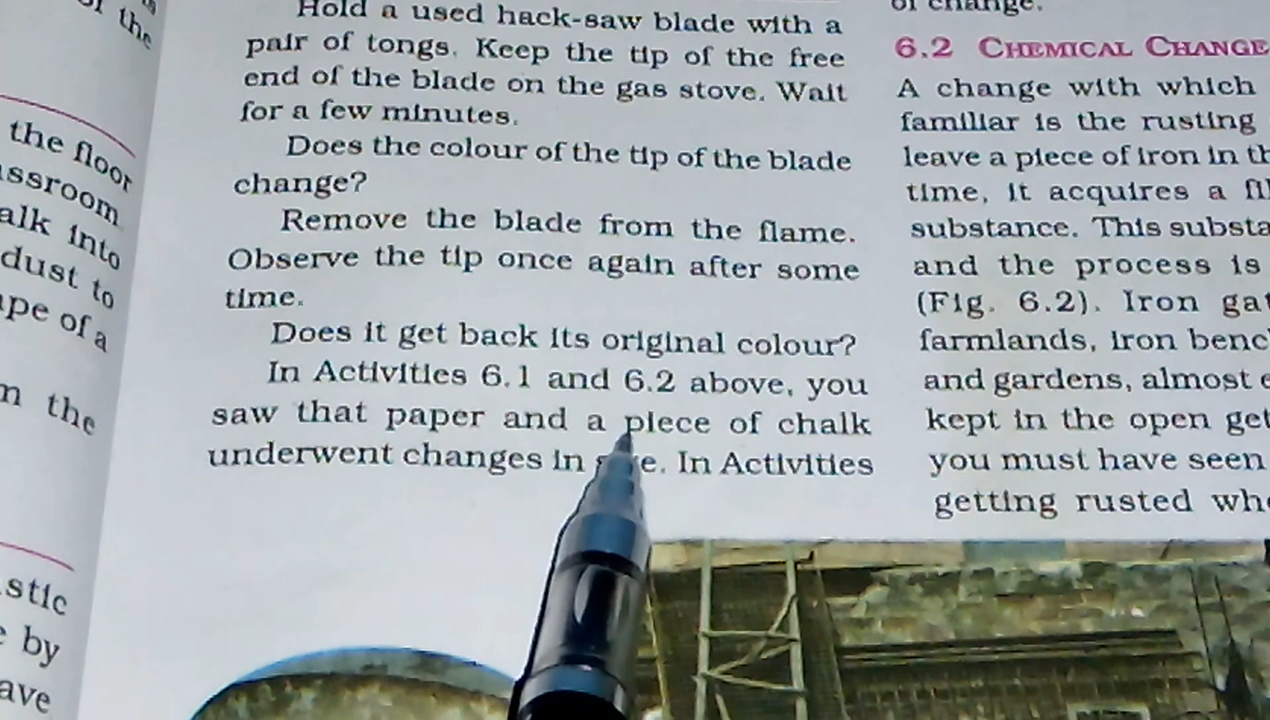 of the
the floor
alk into
dust to
ape of a
the
by
Hold a used hack-saw blade with a
pair of tongs. Keep the tip of the free
end of the blade on the gas stove. Wait
for a few minutes.
Does the colour of the tip of the blade
change?
Remove the blade from the flame.
Observe the tip once again after some
time.
Does it get back its original colour?
In Activities 6.1 and 6.2 above, you
saw that paper and a piece of chalk
underwent changes in In Activities
of change.
6.2 CHEMICAL CHANGE
A change with which
familiar is the rusting
leave a piece of iron in
time, it acquires a
substance. This
and the process is
(Fig. 6.2). Iron
farmlands, iron
and gardens, almost
kept in the open get
you must have seen
getting rusted